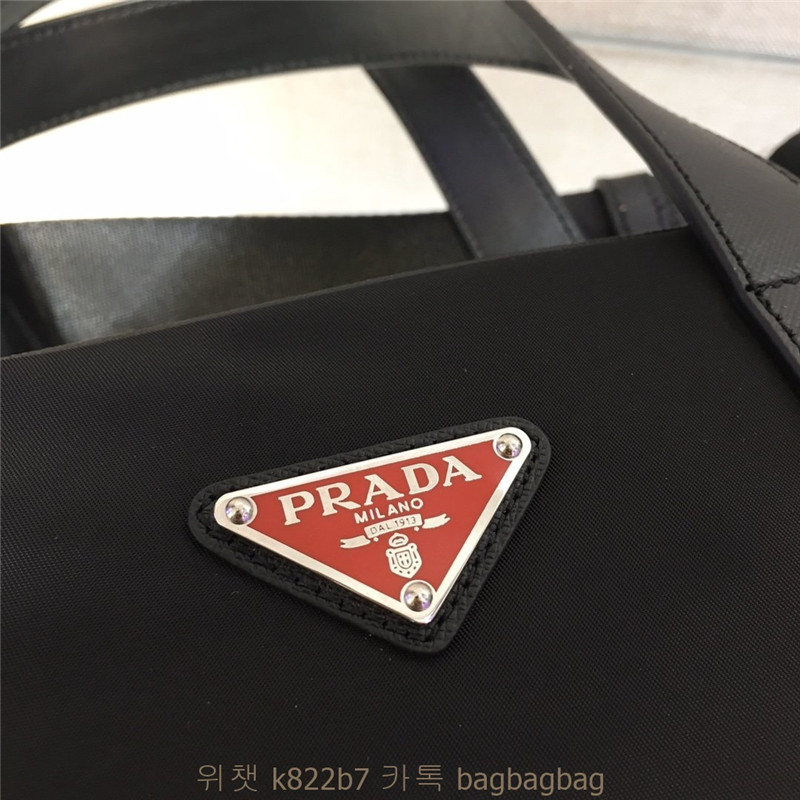 PRADA
MILANO
DAL 1913
위챗 k822b7 카톡 bagbagbag